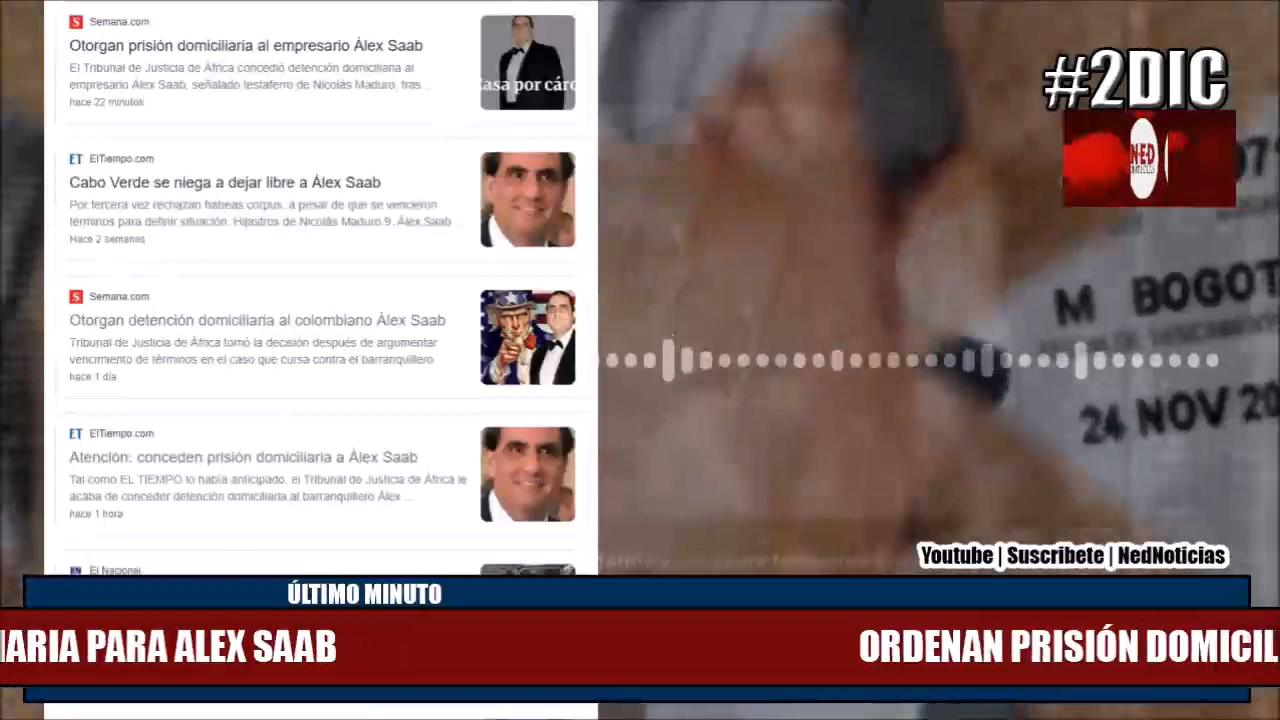 Semana.com
Otorgan prisión domiciliaria al empresario Álex Saab
El Tribunal de Justicia de África concedió detención domiciliaria al
empresario Álex Saab, señalado testaferro de Nicolás Maduro, tras ...
hace 22 minutos
Casa por cárc
ET ElTiempo.com
Cabo Verde se niega a dejar libre a Álex Saab
Por tercera vez rechazan habeas corpus, a pesar de que se vencieron
términos para definir situación. Hijastros de Nicolás Maduro 9. Álex Saab ...
Hace 2 semanas
Semana.com
Otorgan detención domiciliaria al colombiano Álex Saab
Tribunal de Justicia de África tomó la decisión después de argumentar
vencimiento de términos en el caso que cursa contra el barranquillero
hace 1 día
ET ElTiempo.com
Atención: conceden prisión domiciliaria a Álex Saab
Tal como EL TIEMPO lo había anticipado, el Tribunal de Justicia de África le
acaba de conceder detención domiciliaria al barranquillero Álex ...
hace 1 hora
El Nacional
#2DIC
NED
M BOGOT
24 NOV 20
Youtube | Suscribete | NedNoticias
ÚLTIMO MINUTO
IARIA PARA ALEX SAAB
ORDENAN PRISIÓN DOMICIL